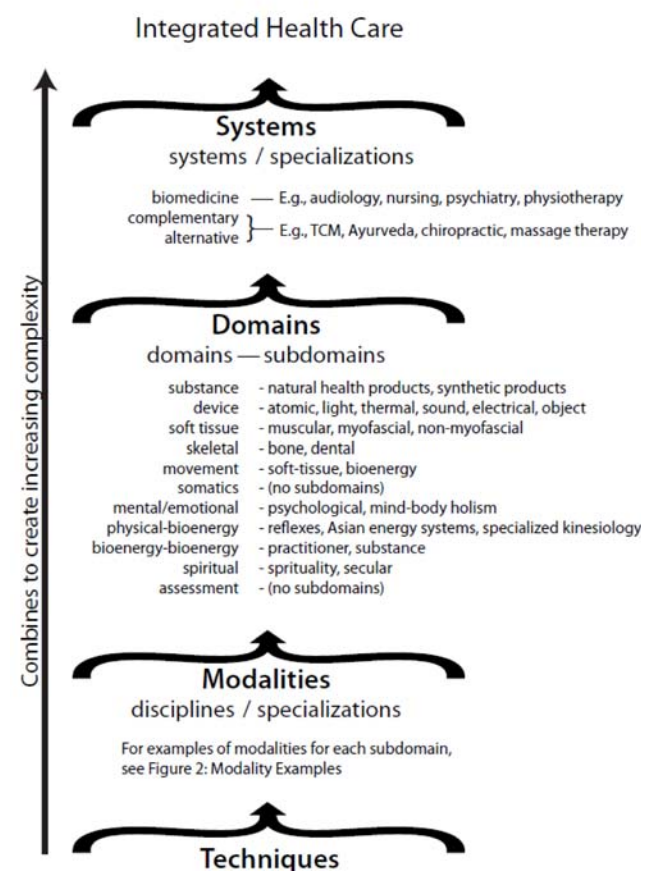 Integrated Health Care
Combines to create increasing complexity
Systems
systems / specializations
biomedicine — E.g., audiology, nursing, psychiatry, physiotherapy
complementary
alternative } — E.g., TCM, Ayurveda, chiropractic, massage therapy
Domains
domains — subdomains
substance - natural health products, synthetic products
device - atomic, light, thermal, sound, electrical, object
soft tissue - muscular, myofascial, non-myofascial
skeletal - bone, dental
movement - soft-tissue, bioenergy
somatics - (no subdomains)
mental/emotional - psychological, mind-body holism
physical-bioenergy - reflexes, Asian energy systems, specialized kinesiology
bioenergy-bioenergy - practitioner, substance
spiritual - sprituality, secular
assessment - (no subdomains)
Modalities
disciplines / specializations
For examples of modalities for each subdomain,
see Figure 2: Modality Examples
Techniques